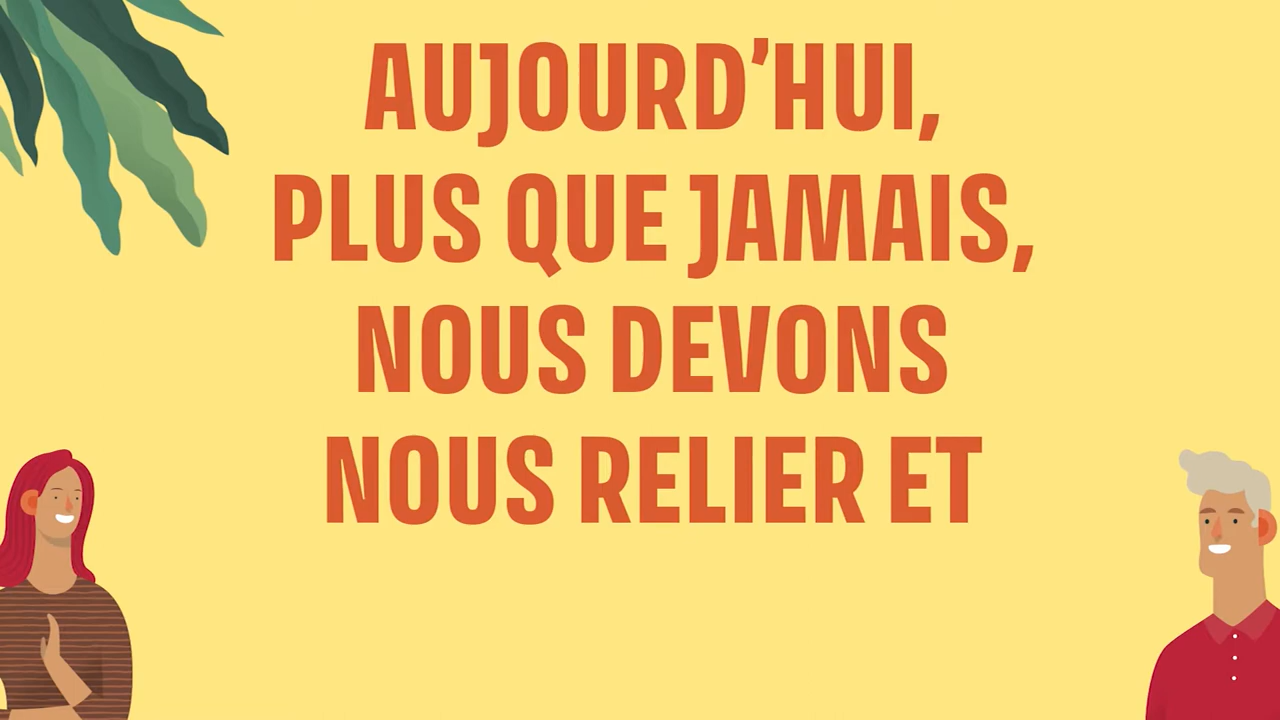 AUJOURD’HUI,
PLUS QUE JAMAIS,
NOUS DEVONS
NOUS RELIER ET